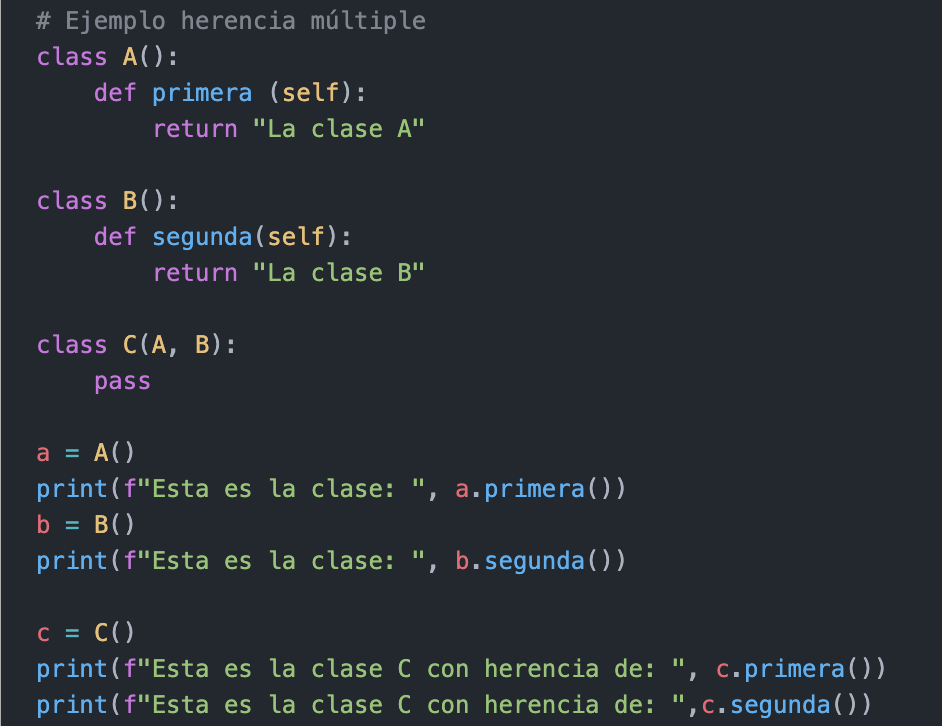 # Ejemplo herencia múltiple
class A():
    def primera (self):
        return "La clase A"
class B():
    def segunda(self):
        return "La clase B"
class C(A, B):
    pass
a = A()
print(f"Esta es la clase: ", a.primera())
b = B()
print(f"Esta es la clase: ", b.segunda())
c = C()
print(f"Esta es la clase C con herencia de: ", c.primera())
print(f"Esta es la clase C con herencia de: ",c.segunda())